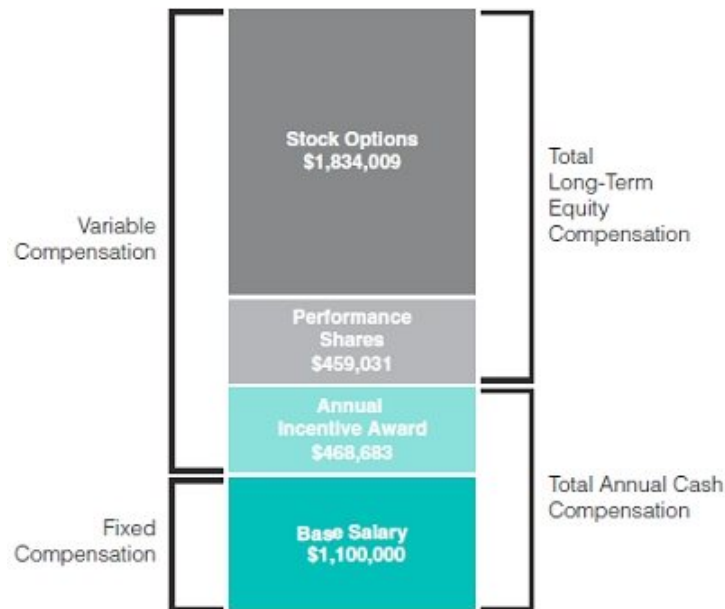 Stock Options
$1,834,009
Total
Long-Term
Equity
Compensation
Variable
Compensation
Performance
Shares
$459,031
Annual
Incentive Award
$468,683
Total Annual Cash
Compensation
Fixed
Compensation
Base Salary
$1,100,000